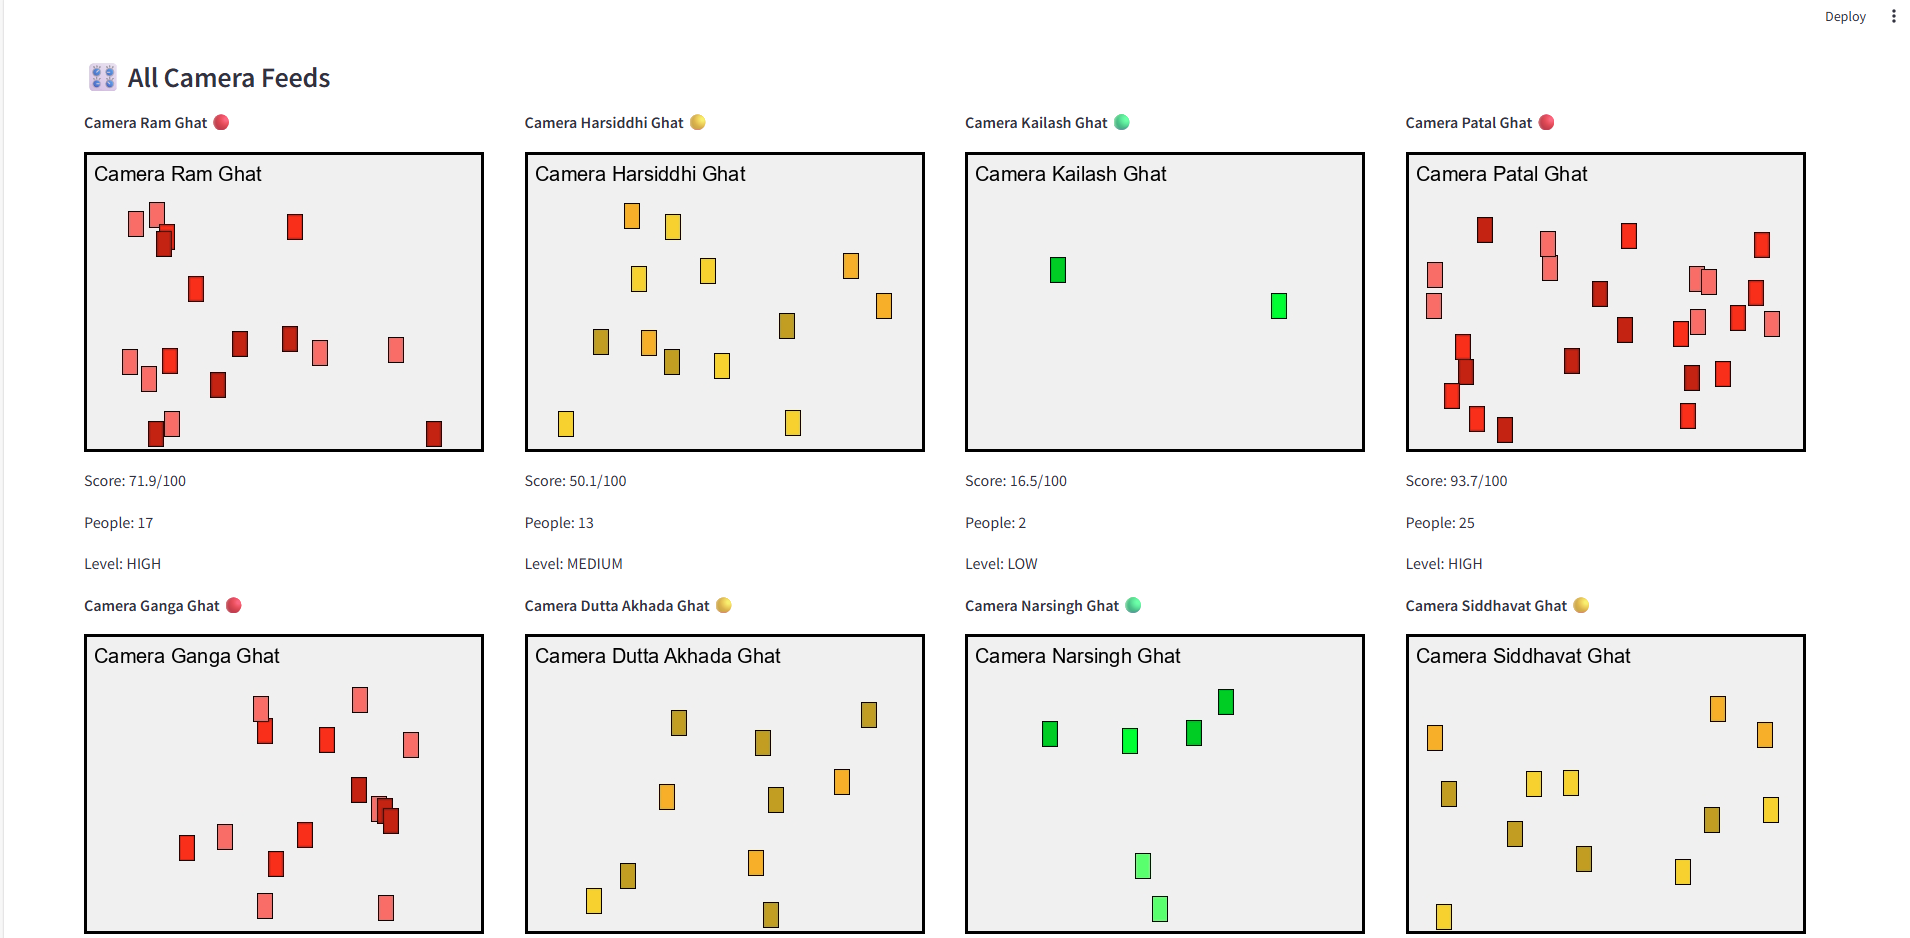 Deploy
All Camera Feeds
Camera Ram Ghat
Camera Harsiddhi Ghat
Camera Kailash Ghat
Camera Patal Ghat
Camera Ram Ghat
Camera Harsiddhi Ghat
Camera Kailash Ghat
Camera Patal Ghat
Score: 71.9/100
Score: 50.1/100
Score: 16.5/100
Score: 93.7/100
People: 17
People: 13
People: 2
People: 25
Level: HIGH
Level: MEDIUM
Level: LOW
Level: HIGH
Camera Ganga Ghat
Camera Dutta Akhada Ghat
Camera Narsingh Ghat
Camera Siddhavat Ghat
Camera Ganga Ghat
Camera Dutta Akhada Ghat
Camera Narsingh Ghat
Camera Siddhavat Ghat